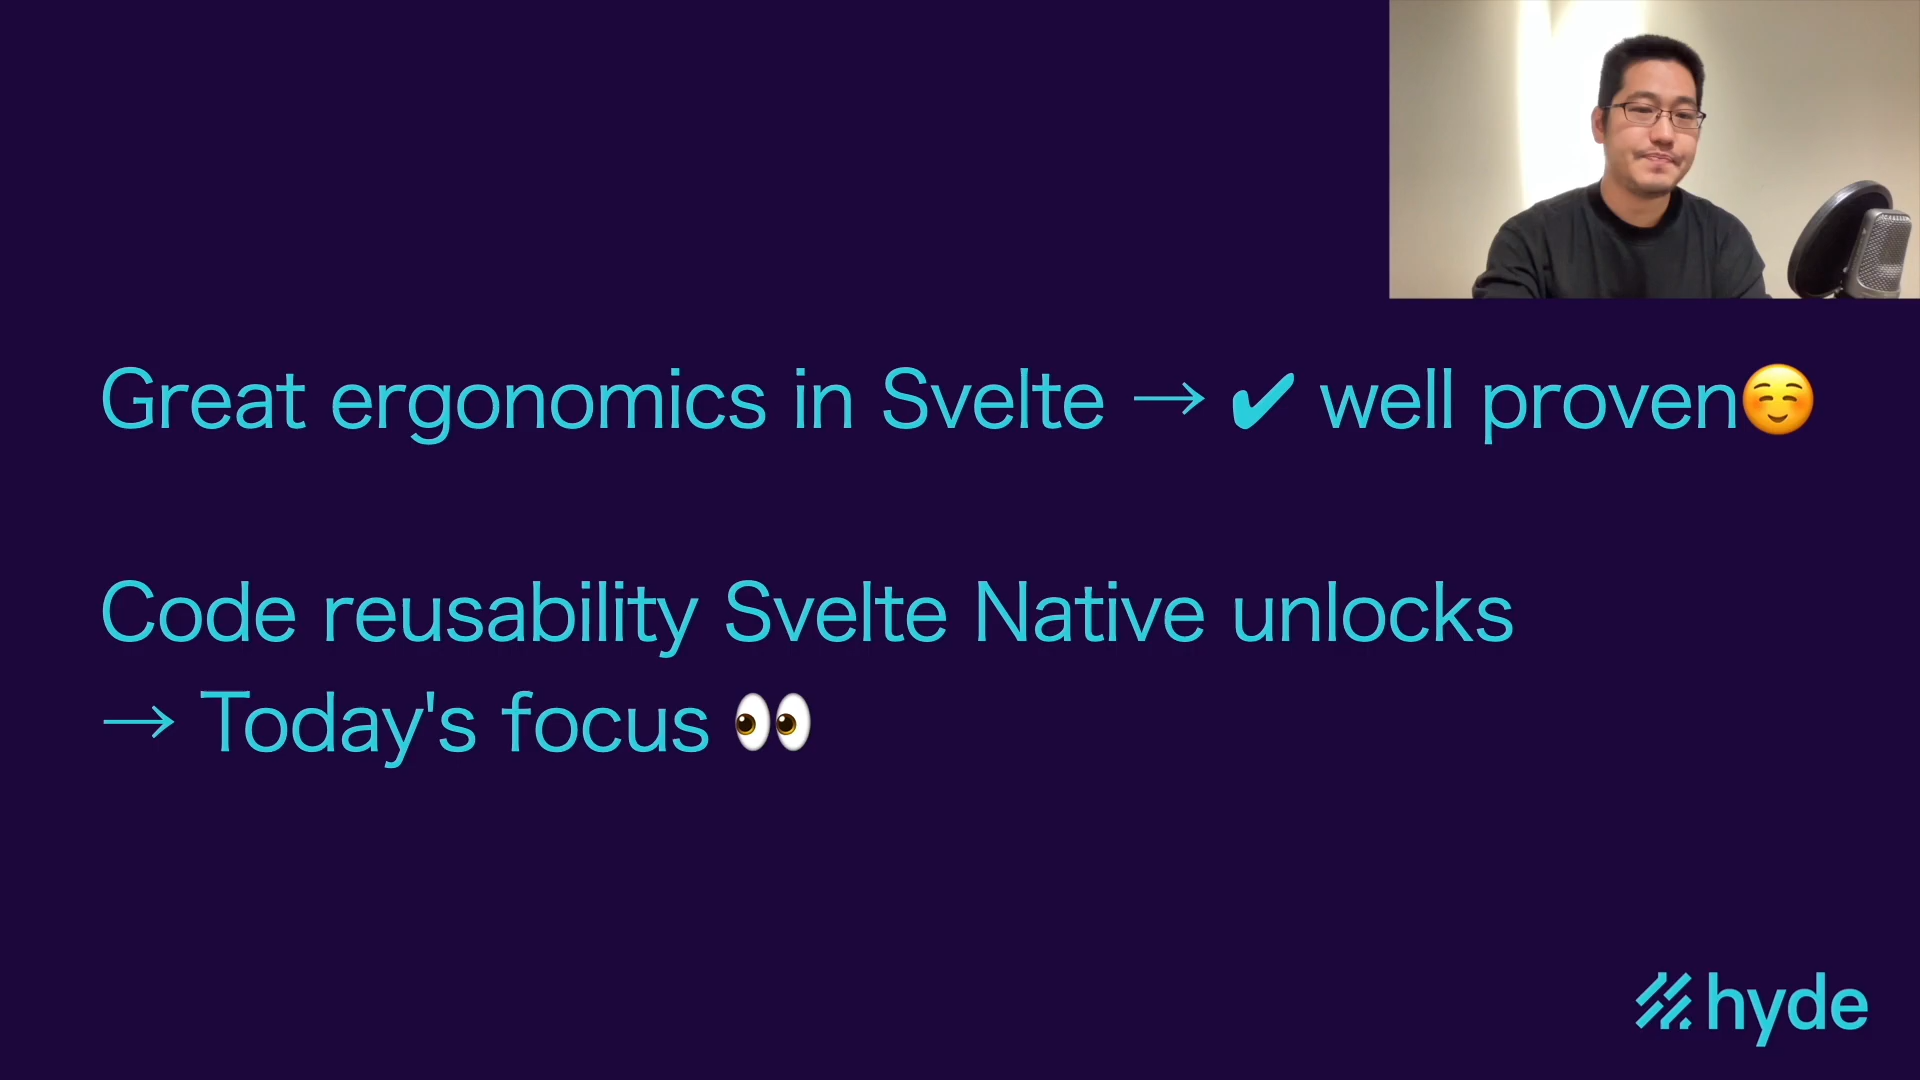 Great ergonomics in Svelte → ✔ well proven☺️
Code reusability Svelte Native unlocks
→ Today's focus 👀
hyde